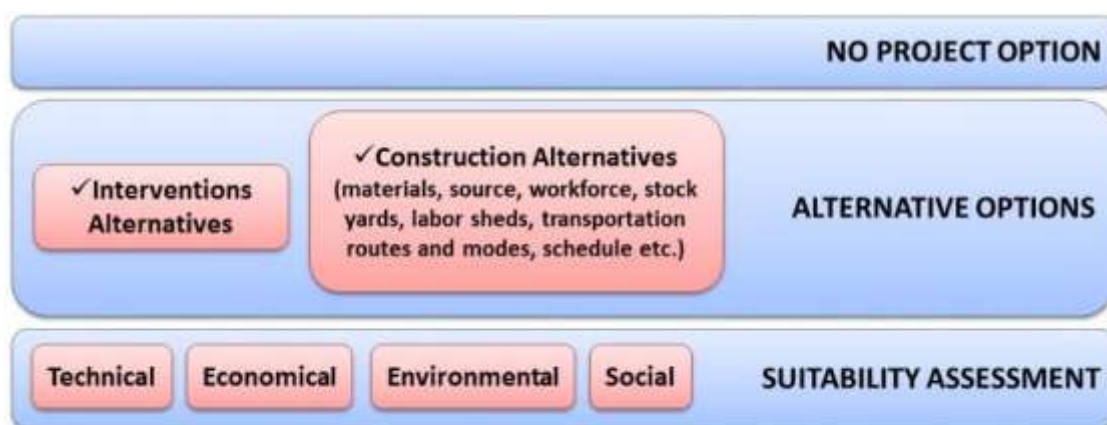 NO PROJECT OPTION
✓Interventions
Alternatives
✓Construction Alternatives
(materials, source, workforce, stock
yards, labor sheds, transportation
routes and modes, schedule etc.)
ALTERNATIVE OPTIONS
Technical
Economical
Environmental
Social
SUITABILITY ASSESSMENT